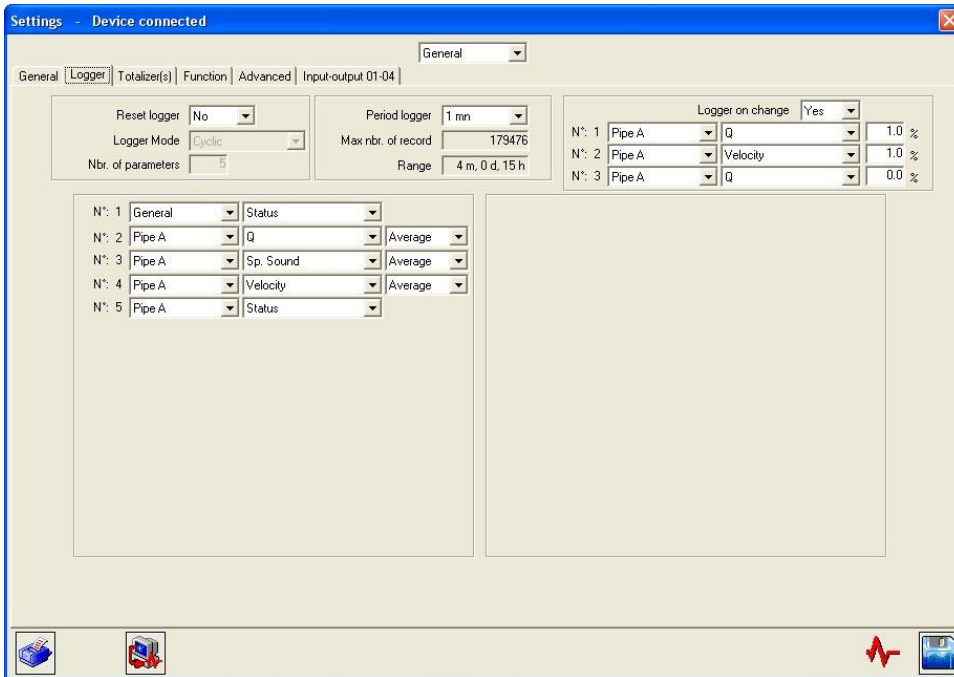 Settings - Device connected
General
General Logger Totalizer(s) Function Advanced Input-output 01-04
Reset logger No
Logger Mode Cyclic
Nbr. of parameters 5
Period logger 1 mn
Max nbr. of record 179476
Range 4 m, 0 d, 15 h
Logger on change Yes
N°: 1 Pipe A Q 1.0 %
N°: 2 Pipe A Velocity 1.0 %
N°: 3 Pipe A Q 0.0 %
N°: 1 General Status
N°: 2 Pipe A Q Average
N°: 3 Pipe A Sp. Sound Average
N°: 4 Pipe A Velocity Average
N°: 5 Pipe A Status